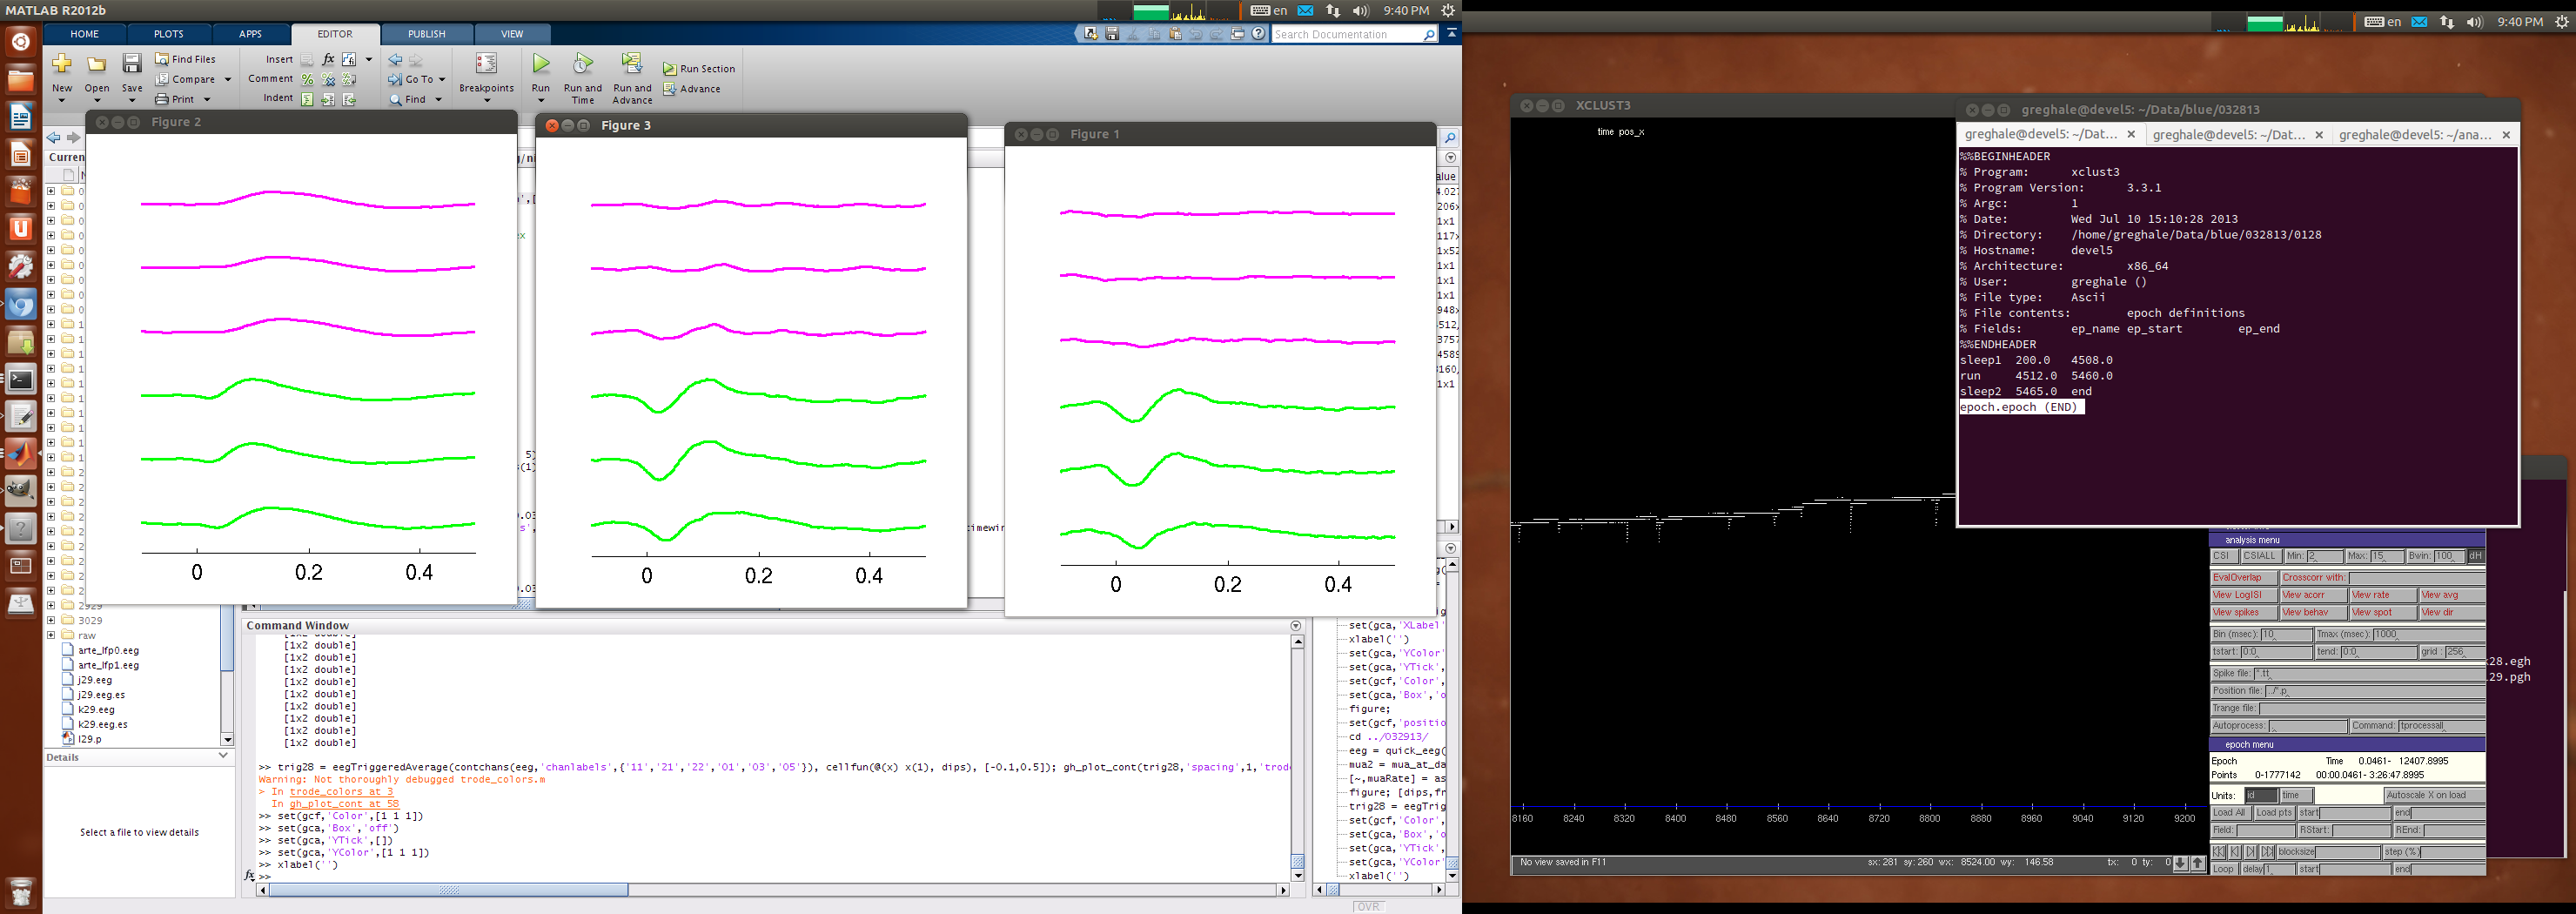 MATLAB R2012b
en 9:40 PM
en 9:40 PM
HOME PLOTS APPS EDITOR PUBLISH VIEW
Search Documentation
Find Files
Compare
Print
New Open Save
Insert
Comment
Indent
Go To
Find
Breakpoints
Run Run and Time Run and Advance
Run Section
Advance
Figure 2
0 0.2 0.4
Figure 3
0 0.2 0.4
Figure 1
0 0.2 0.4
2929
3029
raw
arte_lfp0.eeg
arte_lfp1.eeg
j29.eeg
j29.eeg.es
k29.eeg
k29.eeg.es
l29.p
Details
Select a file to view details
Command Window
[1x2 double]
[1x2 double]
[1x2 double]
[1x2 double]
[1x2 double]
[1x2 double]
[1x2 double]
[1x2 double]
[1x2 double]
[1x2 double]
>> trig28 = eegTriggeredAverage(contchans(eeg,'chanlabels',{'11','21','22','01','03','05'}), cellfun(@(x) x(1), dips), [-0.1,0.5]); gh_plot_cont(trig28,'spacing',1,'trode
Warning: Not thoroughly debugged trode_colors.m
> In trode_colors at 3
In gh_plot_cont at 58
>> set(gcf,'Color',[1 1 1])
>> set(gca,'Box','off')
>> set(gca,'YTick',[])
>> set(gca,'YColor',[1 1 1])
>> xlabel('')
>>
OVR
set(gca,'XLabel'
xlabel('')
set(gca,'YColor'
set(gca,'YTick',
set(gcf,'Color',
set(gca,'Box','o
figure;
set(gcf,'positio
cd ../032913/
eeg = quick_eeg(
mua2 = mua_at_da
[~,muaRate] = as
figure; [dips,fr
trig28 = eegTrig
set(gcf,'Color',
set(gca,'Box','o
set(gca,'YTick',
set(gca,'YColor'
xlabel('')
XCLUST3
time pos_x
8160 8240 8320 8400 8480 8560 8640 8720 8800 8880 8960 9040 9120 9200
No view saved in F11 sx: 281 sy: 260 wx: 8524.00 wy: 146.58 tx: 0 ty: 0
greghale@devel5: ~/Data/blue/032813
greghale@devel5: ~/Dat... greghale@devel5: ~/Dat... greghale@devel5: ~/ana...
%%BEGINHEADER
% Program: xclust3
% Program Version: 3.3.1
% Argc: 1
% Date: Wed Jul 10 15:10:28 2013
% Directory: /home/greghale/Data/blue/032813/0128
% Hostname: devel5
% Architecture: x86_64
% User: greghale ()
% File type: Ascii
% File contents: epoch definitions
% Fields: ep_name ep_start ep_end
%%ENDHEADER
sleep1 200.0 4508.0
run 4512.0 5460.0
sleep2 5465.0 end
epoch.epoch (END)
analysis menu
CSI CSIALL Min: 2 Max: 15 Bwin: 100 dH
EvalOverlap Crosscorr with:
View LogISI View acorr View rate View avg
View spikes View behav View spot View dir
Bin (msec): 10 Tmax (msec): 1000
tstart: 0:0 tend: 0:0 grid : 256
Spike file: *.tt
Position file: ../*.p
Trange file:
Autoprocess: Command: tprocessall
epoch menu
Epoch Time 0.0461- 12407.8995
Points 0-1777142 00:00.0461- 3:26:47.8995
Units: id time Autoscale X on load
Load All Load pts start end
Field: RStart: REnd:
blocksize step (%)
Loop delay 1 start end
28.egh
29.pgh